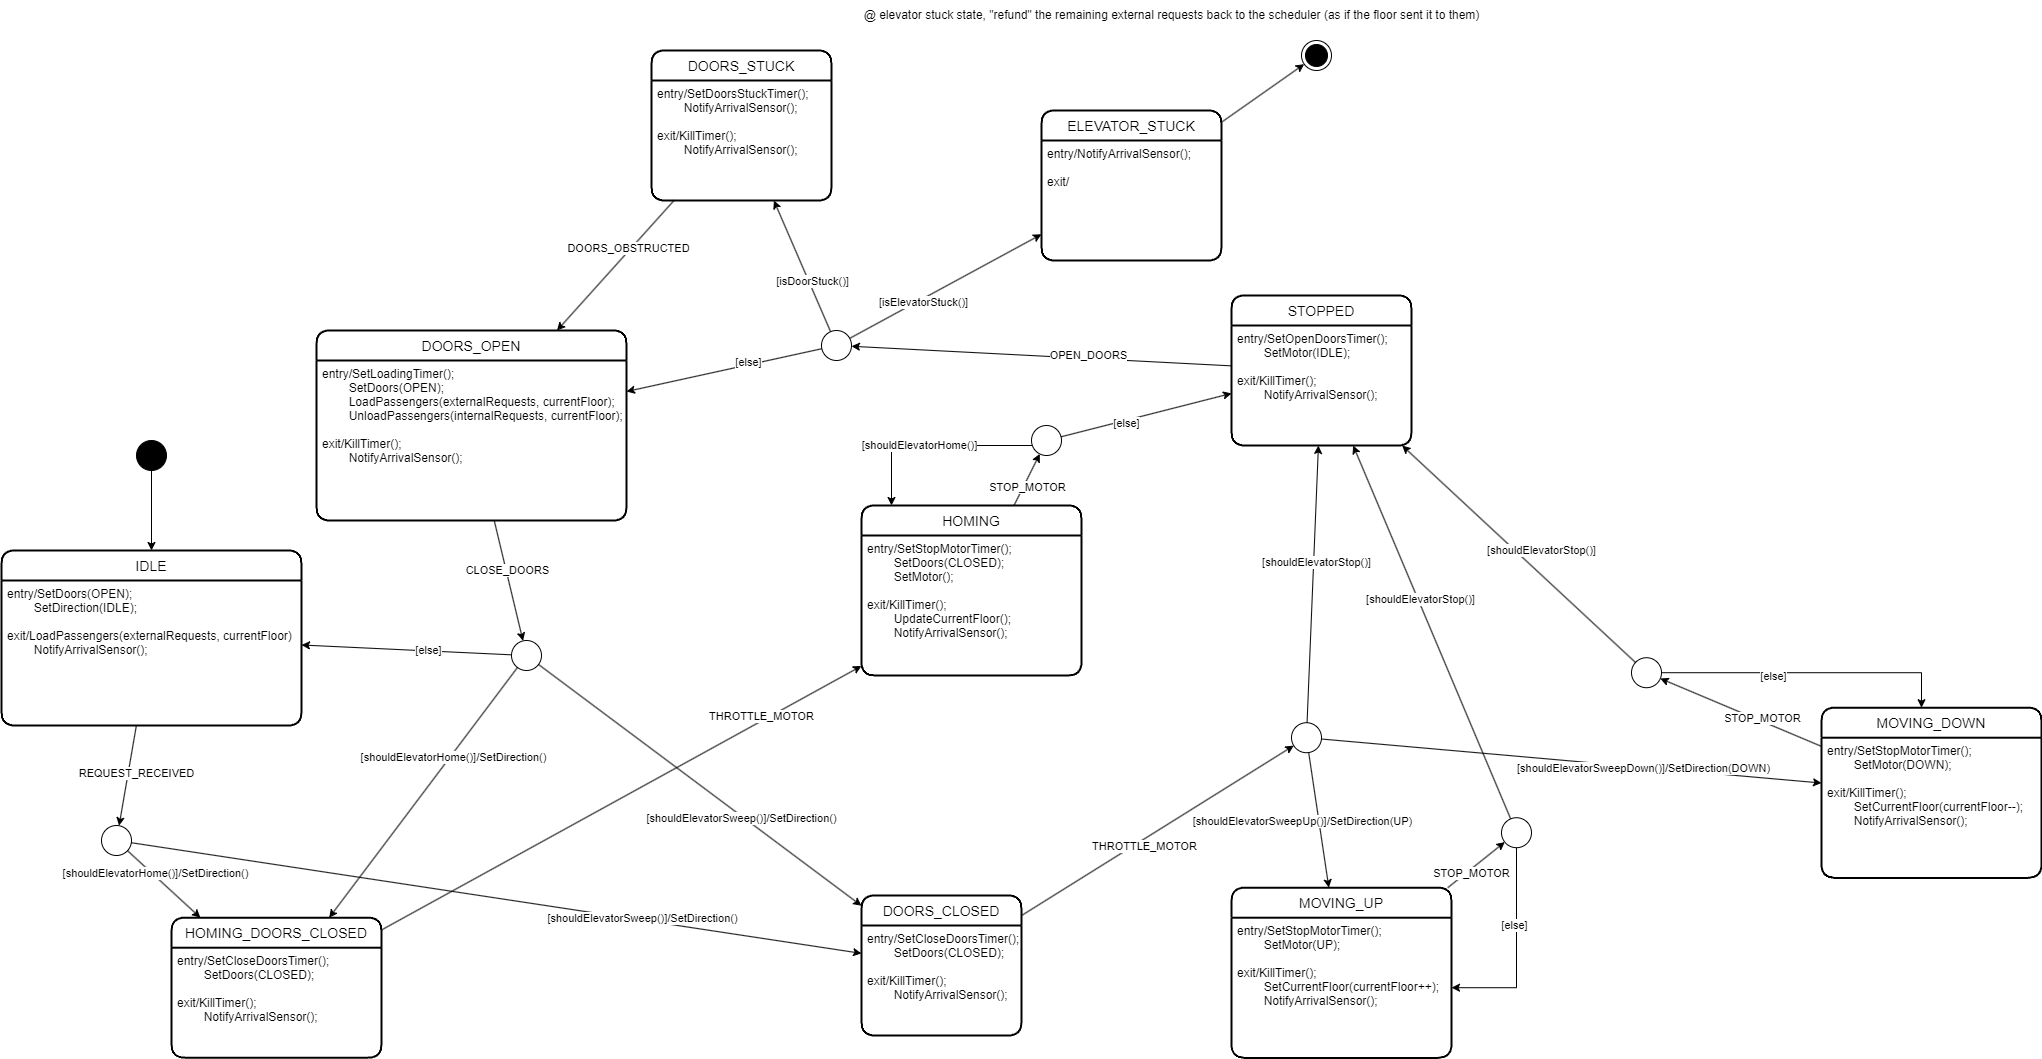 @ elevator stuck state, "refund" the remaining external requests back to the scheduler (as if the floor sent it to them)
DOORS_STUCK
entry/SetDoorsStuckTimer();
NotifyArrivalSensor();
exit/KillTimer();
NotifyArrivalSensor();
ELEVATOR_STUCK
entry/NotifyArrivalSensor();
exit/
DOORS_OBSTRUCTED
[isDoorStuck()]
[isElevatorStuck()]
STOPPED
entry/SetOpenDoorsTimer();
SetMotor(IDLE);
exit/KillTimer();
NotifyArrivalSensor();
OPEN_DOORS
[else]
DOORS_OPEN
entry/SetLoadingTimer();
SetDoors(OPEN);
LoadPassengers(externalRequests, currentFloor);
UnloadPassengers(internalRequests, currentFloor);
exit/KillTimer();
NotifyArrivalSensor();
[else]
[shouldElevatorHome()]
STOP_MOTOR
HOMING
entry/SetStopMotorTimer();
SetDoors(CLOSED);
SetMotor();
exit/KillTimer();
UpdateCurrentFloor();
NotifyArrivalSensor();
[shouldElevatorStop()]
[shouldElevatorStop()]
[shouldElevatorStop()]
CLOSE_DOORS
IDLE
entry/SetDoors(OPEN);
SetDirection(IDLE);
exit/LoadPassengers(externalRequests, currentFloor)
NotifyArrivalSensor();
[else]
[else]
STOP_MOTOR
MOVING_DOWN
entry/SetStopMotorTimer();
SetMotor(DOWN);
exit/KillTimer();
SetCurrentFloor(currentFloor--);
NotifyArrivalSensor();
THROTTLE_MOTOR
[shouldElevatorHome()]/SetDirection()
REQUEST_RECEIVED
[shouldElevatorSweepDown()]/SetDirection(DOWN)
[shouldElevatorSweep()]/SetDirection()
[shouldElevatorSweepUp()]/SetDirection(UP)
THROTTLE_MOTOR
[shouldElevatorHome()]/SetDirection()
STOP_MOTOR
[else]
[shouldElevatorSweep()]/SetDirection()
HOMING_DOORS_CLOSED
entry/SetCloseDoorsTimer();
SetDoors(CLOSED);
exit/KillTimer();
NotifyArrivalSensor();
DOORS_CLOSED
entry/SetCloseDoorsTimer();
SetDoors(CLOSED);
exit/KillTimer();
NotifyArrivalSensor();
MOVING_UP
entry/SetStopMotorTimer();
SetMotor(UP);
exit/KillTimer();
SetCurrentFloor(currentFloor++);
NotifyArrivalSensor();